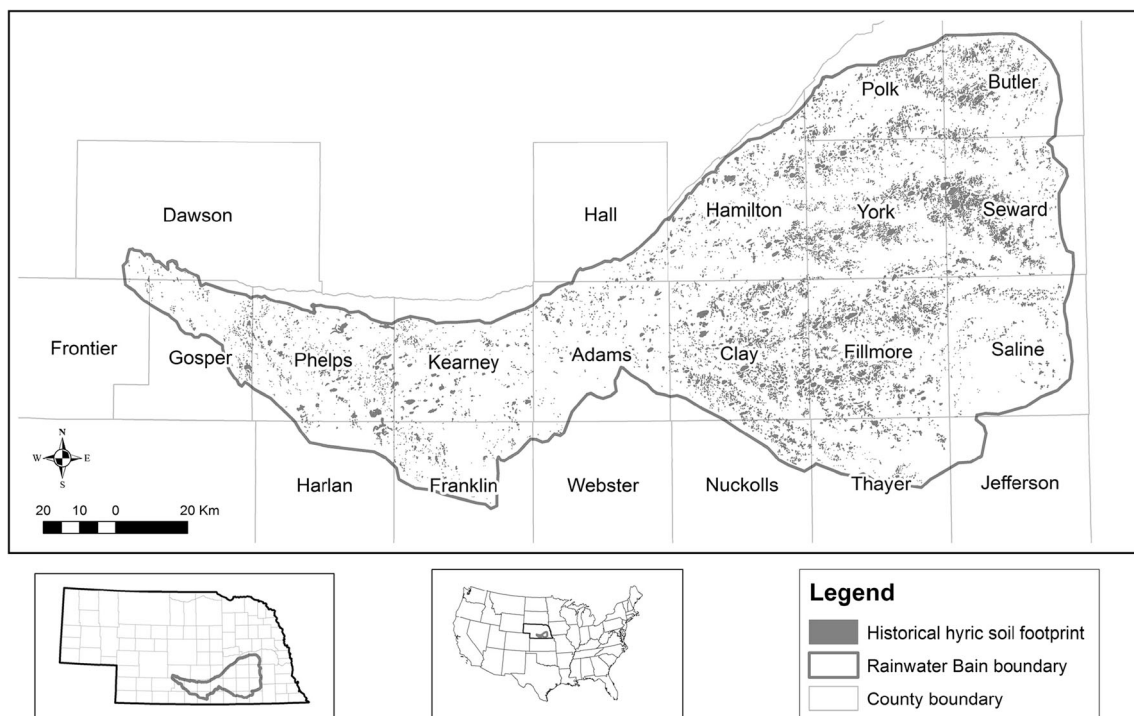 Polk
Butler
Dawson
Hall
Hamilton
York
Seward
Frontier
Gosper
Phelps
Kearney
Adams
Clay
Fillmore
Saline
N
W E
S
Harlan
Franklin
Webster
Nuckolls
Thayer
Jefferson
20 10 0 20 Km
Legend
Historical hyric soil footprint
Rainwater Bain boundary
County boundary